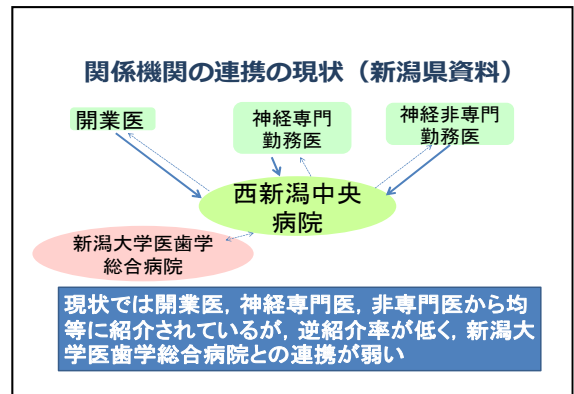 関係機関の連携の現状（新潟県資料）
開業医
神経専門
勤務医
神経非専門
勤務医
西新潟中央
病院
新潟大学医歯学
総合病院
現状では開業医，神経専門医，非専門医から均
等に紹介されているが，逆紹介率が低く，新潟大
学医歯学総合病院との連携が弱い